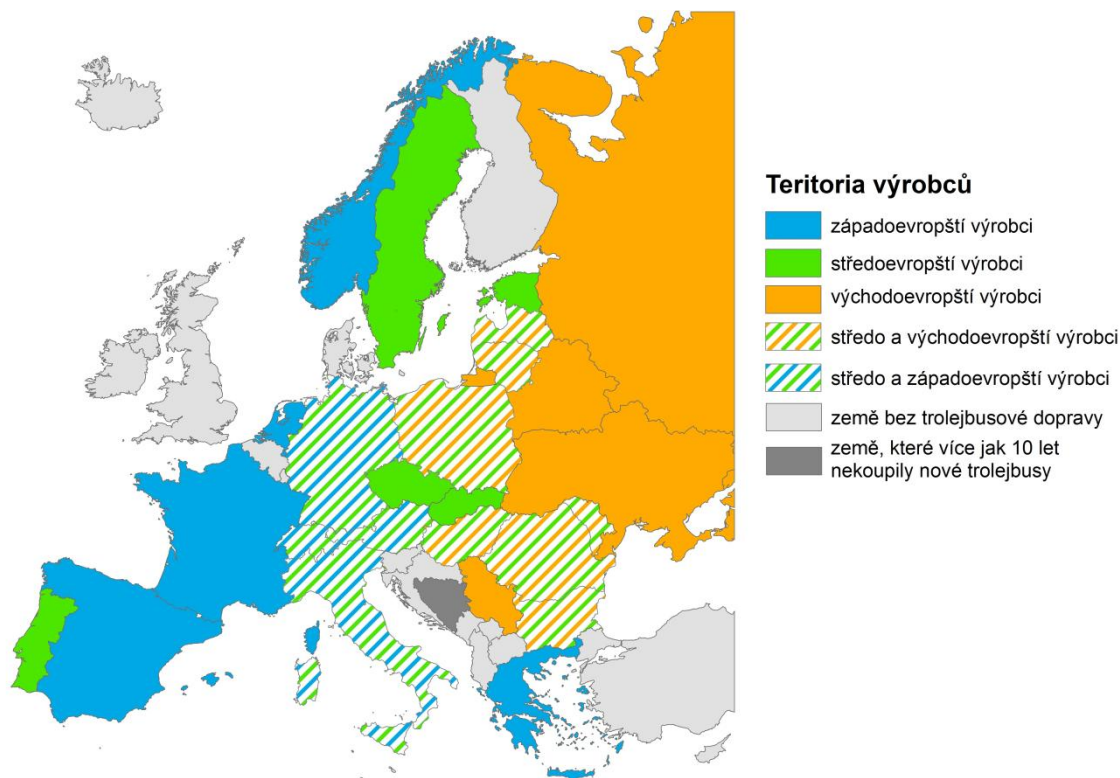 Teritoria výrobců
západoevropští výrobci
středoevropští výrobci
východoevropští výrobci
středo a východoevropští výrobci
středo a západoevropští výrobci
země bez trolejbusové dopravy
země, které více jak 10 let
nekoupily nové trolejbusy